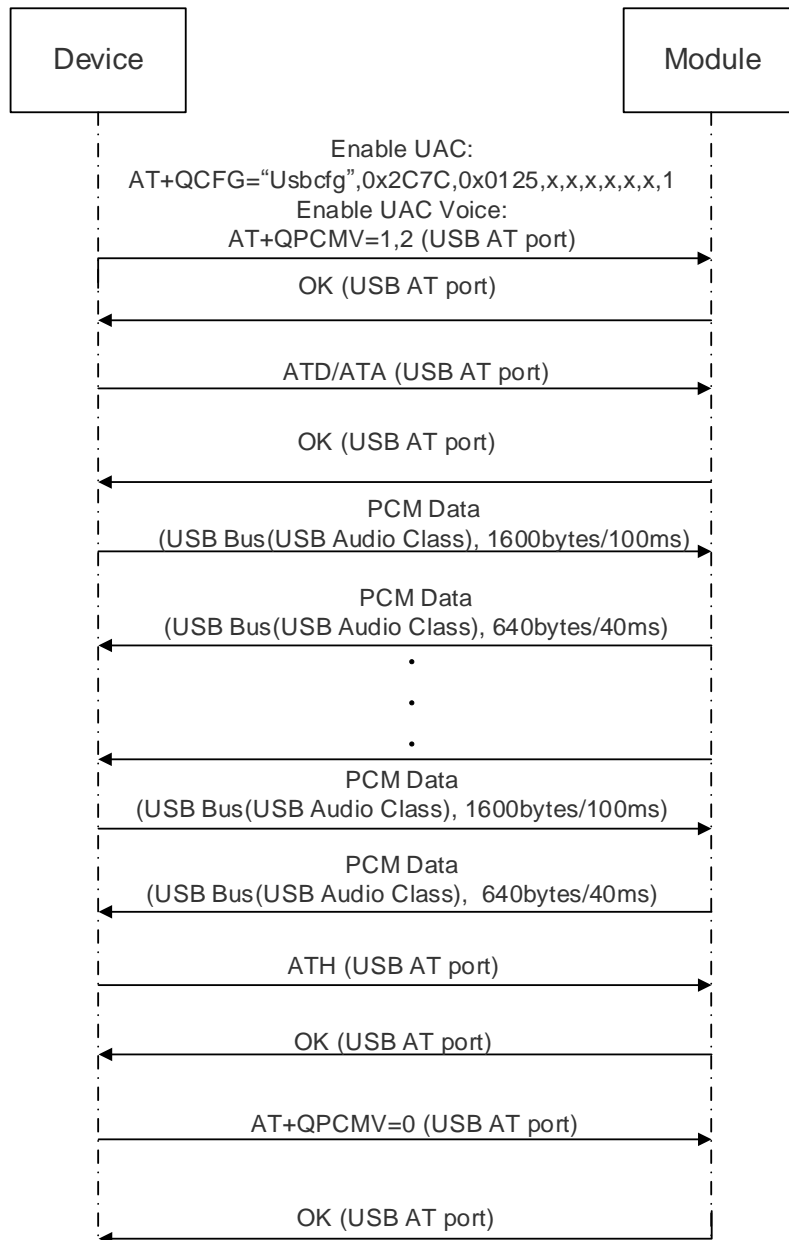 Device
Module
Enable UAC:
AT+QCFG=“Usbcfg”,0x2C7C,0x0125,x,x,x,x,x,x,1
Enable UAC Voice:
AT+QPCMV=1,2 (USB AT port)
OK (USB AT port)
ATD/ATA (USB AT port)
OK (USB AT port)
PCM Data
(USB Bus(USB Audio Class), 1600bytes/100ms)
PCM Data
(USB Bus(USB Audio Class), 640bytes/40ms)
PCM Data
(USB Bus(USB Audio Class), 1600bytes/100ms)
PCM Data
(USB Bus(USB Audio Class),  640bytes/40ms)
ATH (USB AT port)
OK (USB AT port)
AT+QPCMV=0 (USB AT port)
OK (USB AT port)